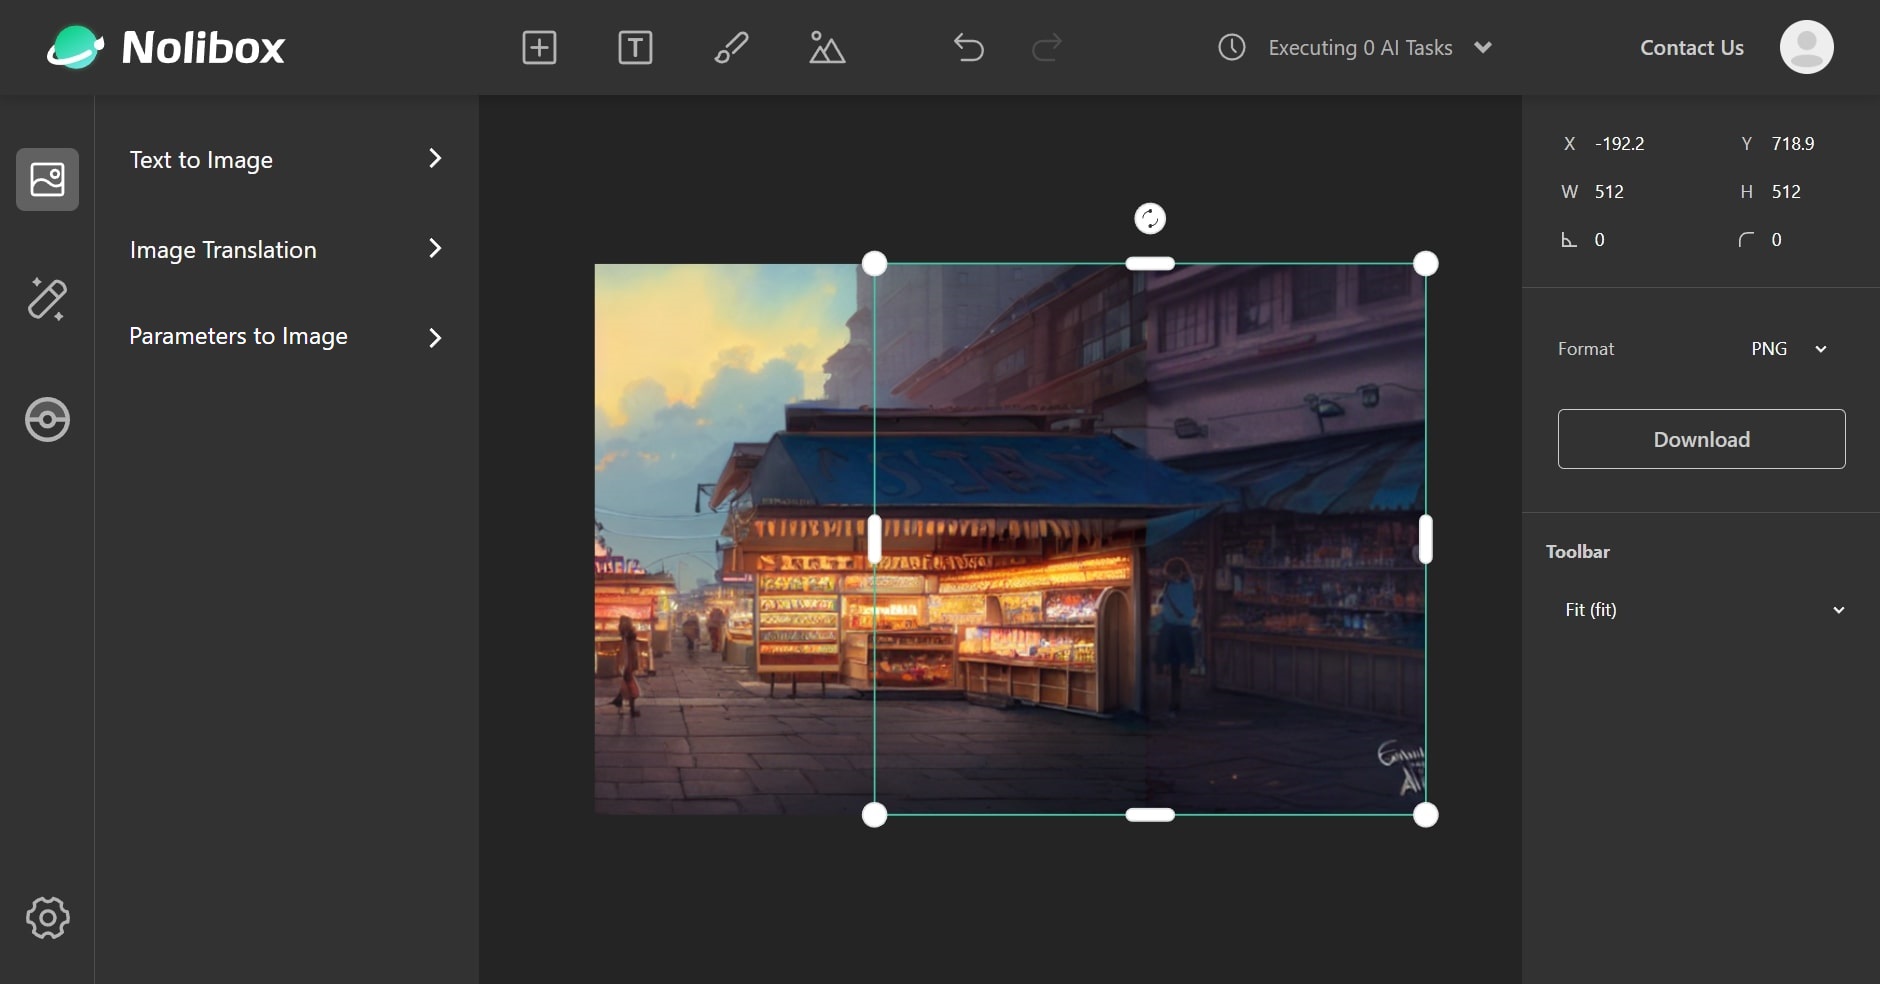 Nolibox
T
Executing 0 AI Tasks
Contact Us
Text to Image
Image Translation
Parameters to Image
X -192.2 Y 718.9
W 512 H 512
0 0
Format PNG
Download
Toolbar
Fit (fit)